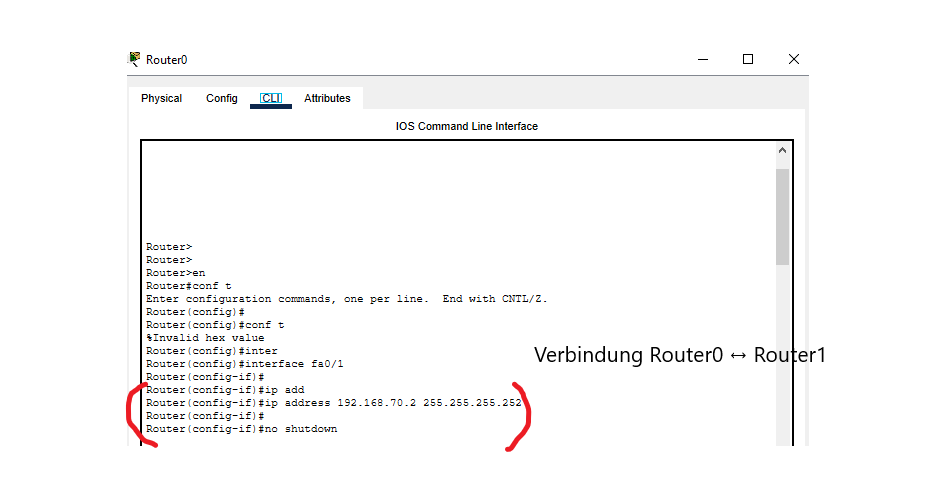 Router0
Physical Config CLI Attributes
IOS Command Line Interface
Router>
Router>
Router>en
Router#conf t
Enter configuration commands, one per line.  End with CNTL/Z.
Router(config)#
Router(config)#conf t
%Invalid hex value
Router(config)#inter
Router(config)#interface fa0/1
Router(config-if)#
Router(config-if)#ip add
Router(config-if)#ip address 192.168.70.2 255.255.255.252
Router(config-if)#
Router(config-if)#no shutdown
Verbindung Router0 ↔ Router1